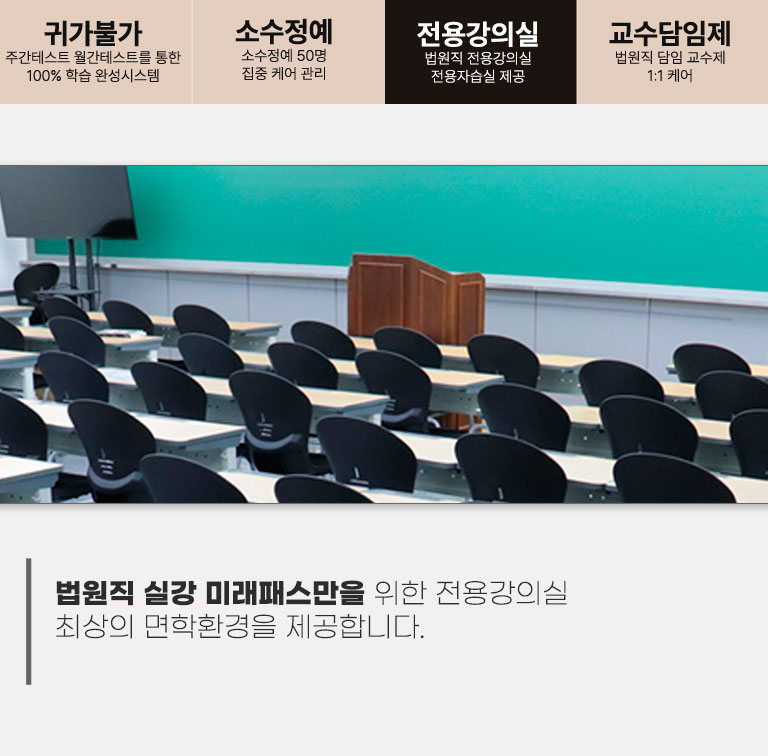 귀가불가
주간테스트 월간테스트를 통한
100% 학습 완성시스템
소수정예
소수정예 50명
집중 케어 관리
전용강의실
법원직 전용강의실
전용자습실 제공
교수담임제
법원직 담임 교수제
1:1 케어
법원직 실강 미래패스만을 위한 전용강의실
최상의 면학환경을 제공합니다.